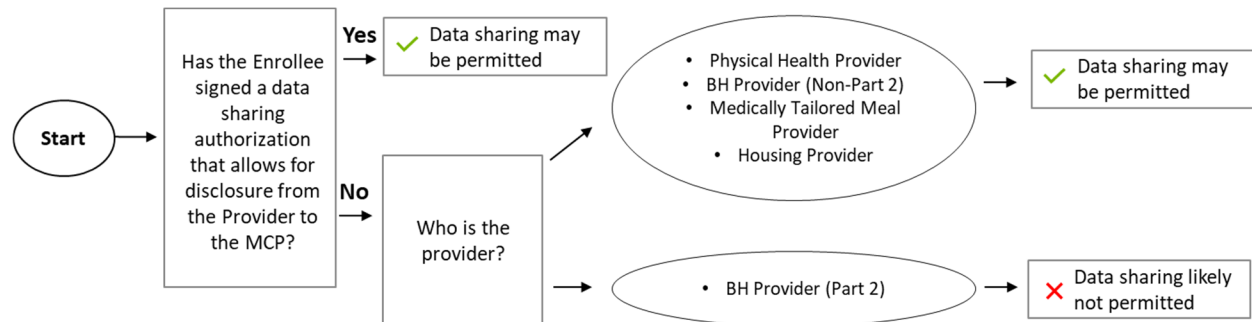 Start
Has the Enrollee
signed a data
sharing
authorization
that allows for
disclosure from
the Provider to
the MCP?
Yes
Data sharing may
be permitted
No
Who is the
provider?
• Physical Health Provider
• BH Provider (Non-Part 2)
• Medically Tailored Meal
Provider
• Housing Provider
Data sharing may
be permitted
• BH Provider (Part 2)
Data sharing likely
not permitted